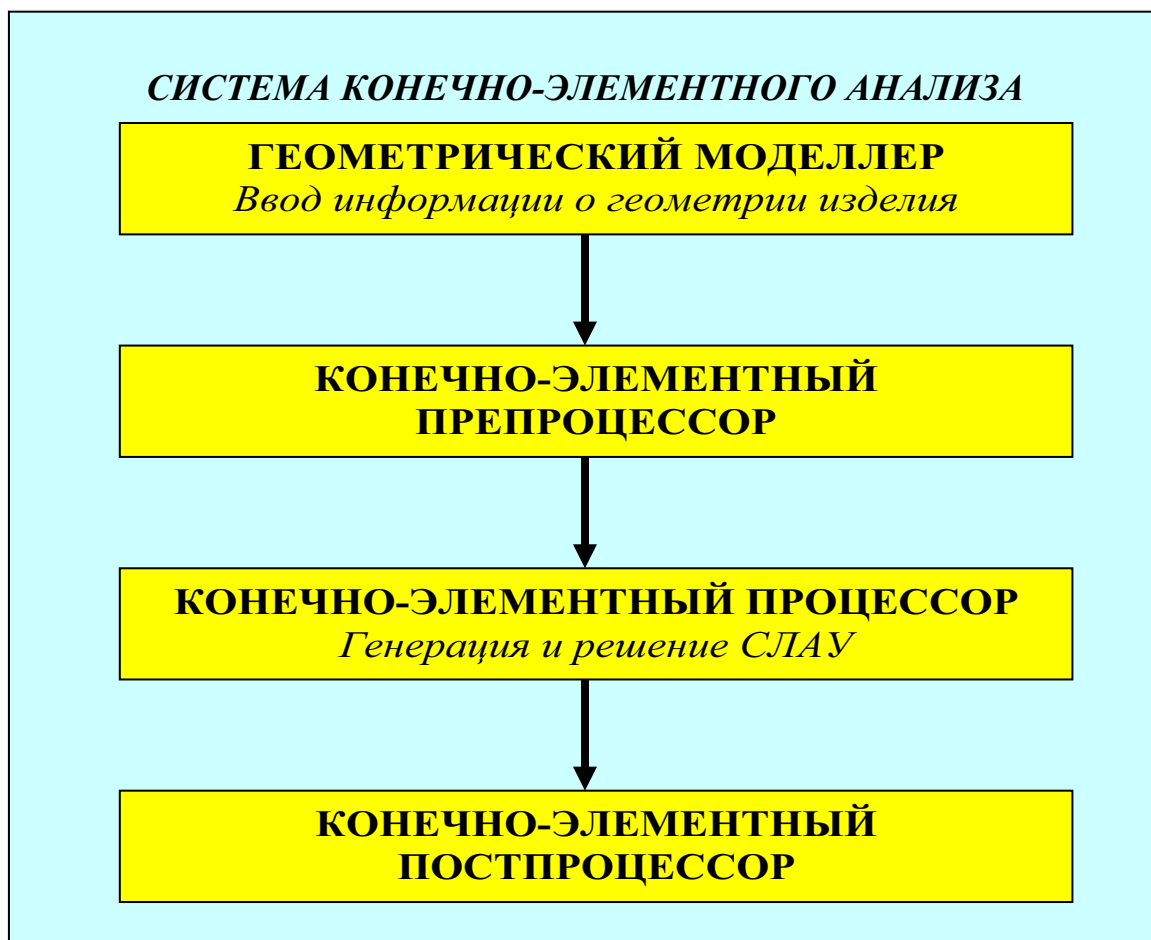 СИСТЕМА КОНЕЧНО-ЭЛЕМЕНТНОГО АНАЛИЗА
ГЕОМЕТРИЧЕСКИЙ МОДЕЛЛЕР
Ввод информации о геометрии изделия
КОНЕЧНО-ЭЛЕМЕНТНЫЙ
ПРЕПРОЦЕССОР
КОНЕЧНО-ЭЛЕМЕНТНЫЙ ПРОЦЕССОР
Генерация и решение СЛАУ
КОНЕЧНО-ЭЛЕМЕНТНЫЙ
ПОСТПРОЦЕССОР